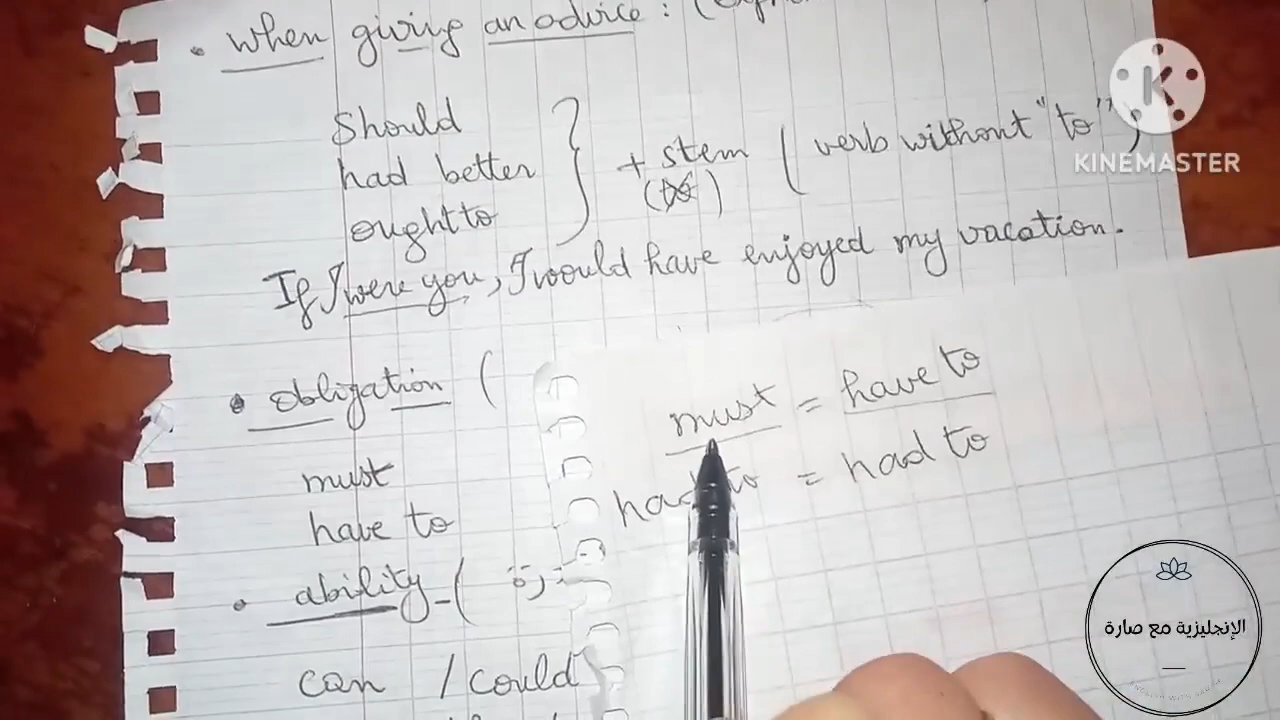 • When giving an advice : (
Should
had better
ought to
+ stem ( verb without "to" )
(to)
If I were you, I would have enjoyed my vacation.
• obligation (
must
have to
must = have to
had to = had to
• ability (
can / could
KINEMASTER
الإنجليزية مع صارة